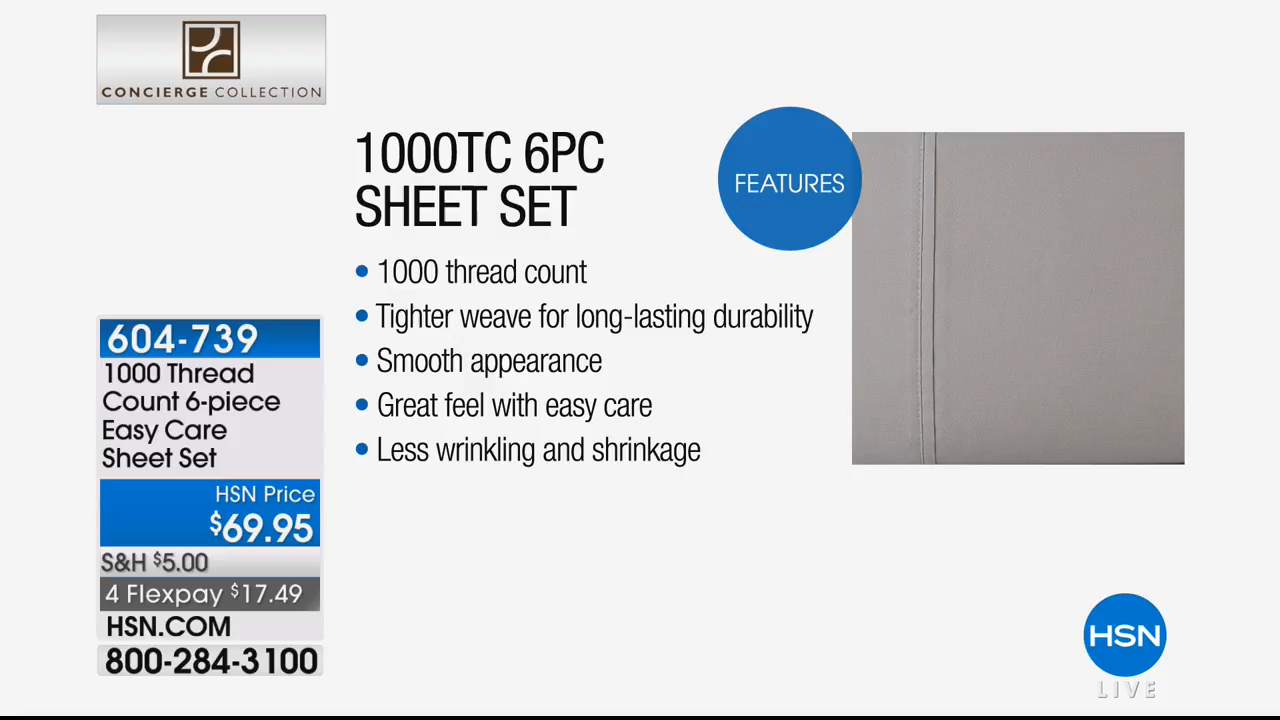 CONCIERGE COLLECTION
1000TC 6PC
SHEET SET
FEATURES
• 1000 thread count
• Tighter weave for long-lasting durability
• Smooth appearance
• Great feel with easy care
• Less wrinkling and shrinkage
604-739
1000 Thread
Count 6-piece
Easy Care
Sheet Set
HSN Price
$69.95
S&H $5.00
4 Flexpay $17.49
HSN.COM
800-284-3100
HSN
LIVE